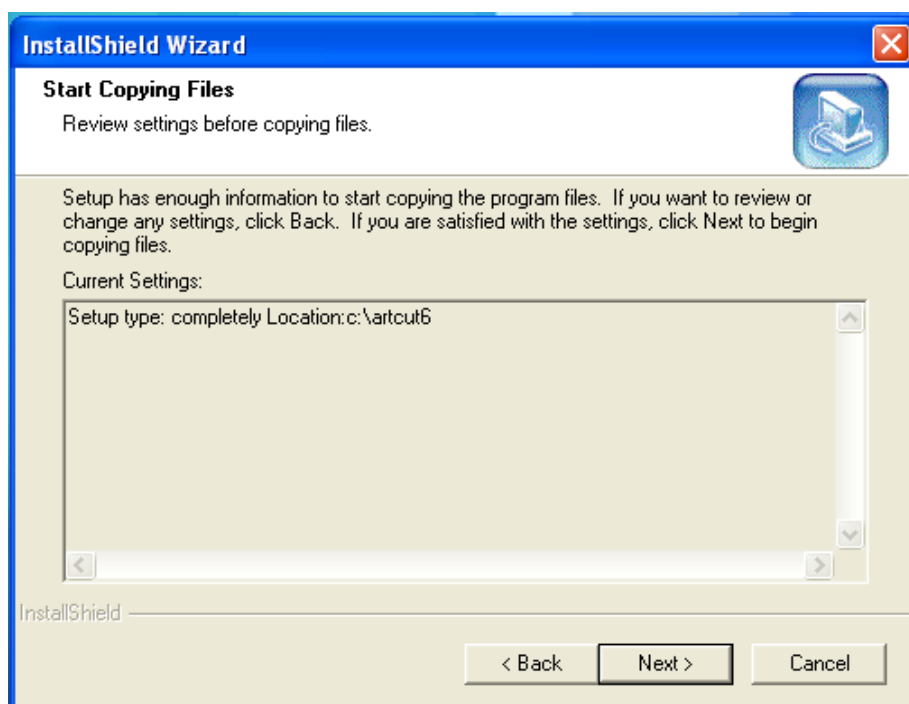 InstallShield Wizard
Start Copying Files
Review settings before copying files.
Setup has enough information to start copying the program files.  If you want to review or
change any settings, click Back.  If you are satisfied with the settings, click Next to begin
copying files.
Current Settings:
Setup type: completely Location:c:\artcut6
InstallShield
< Back Next > Cancel